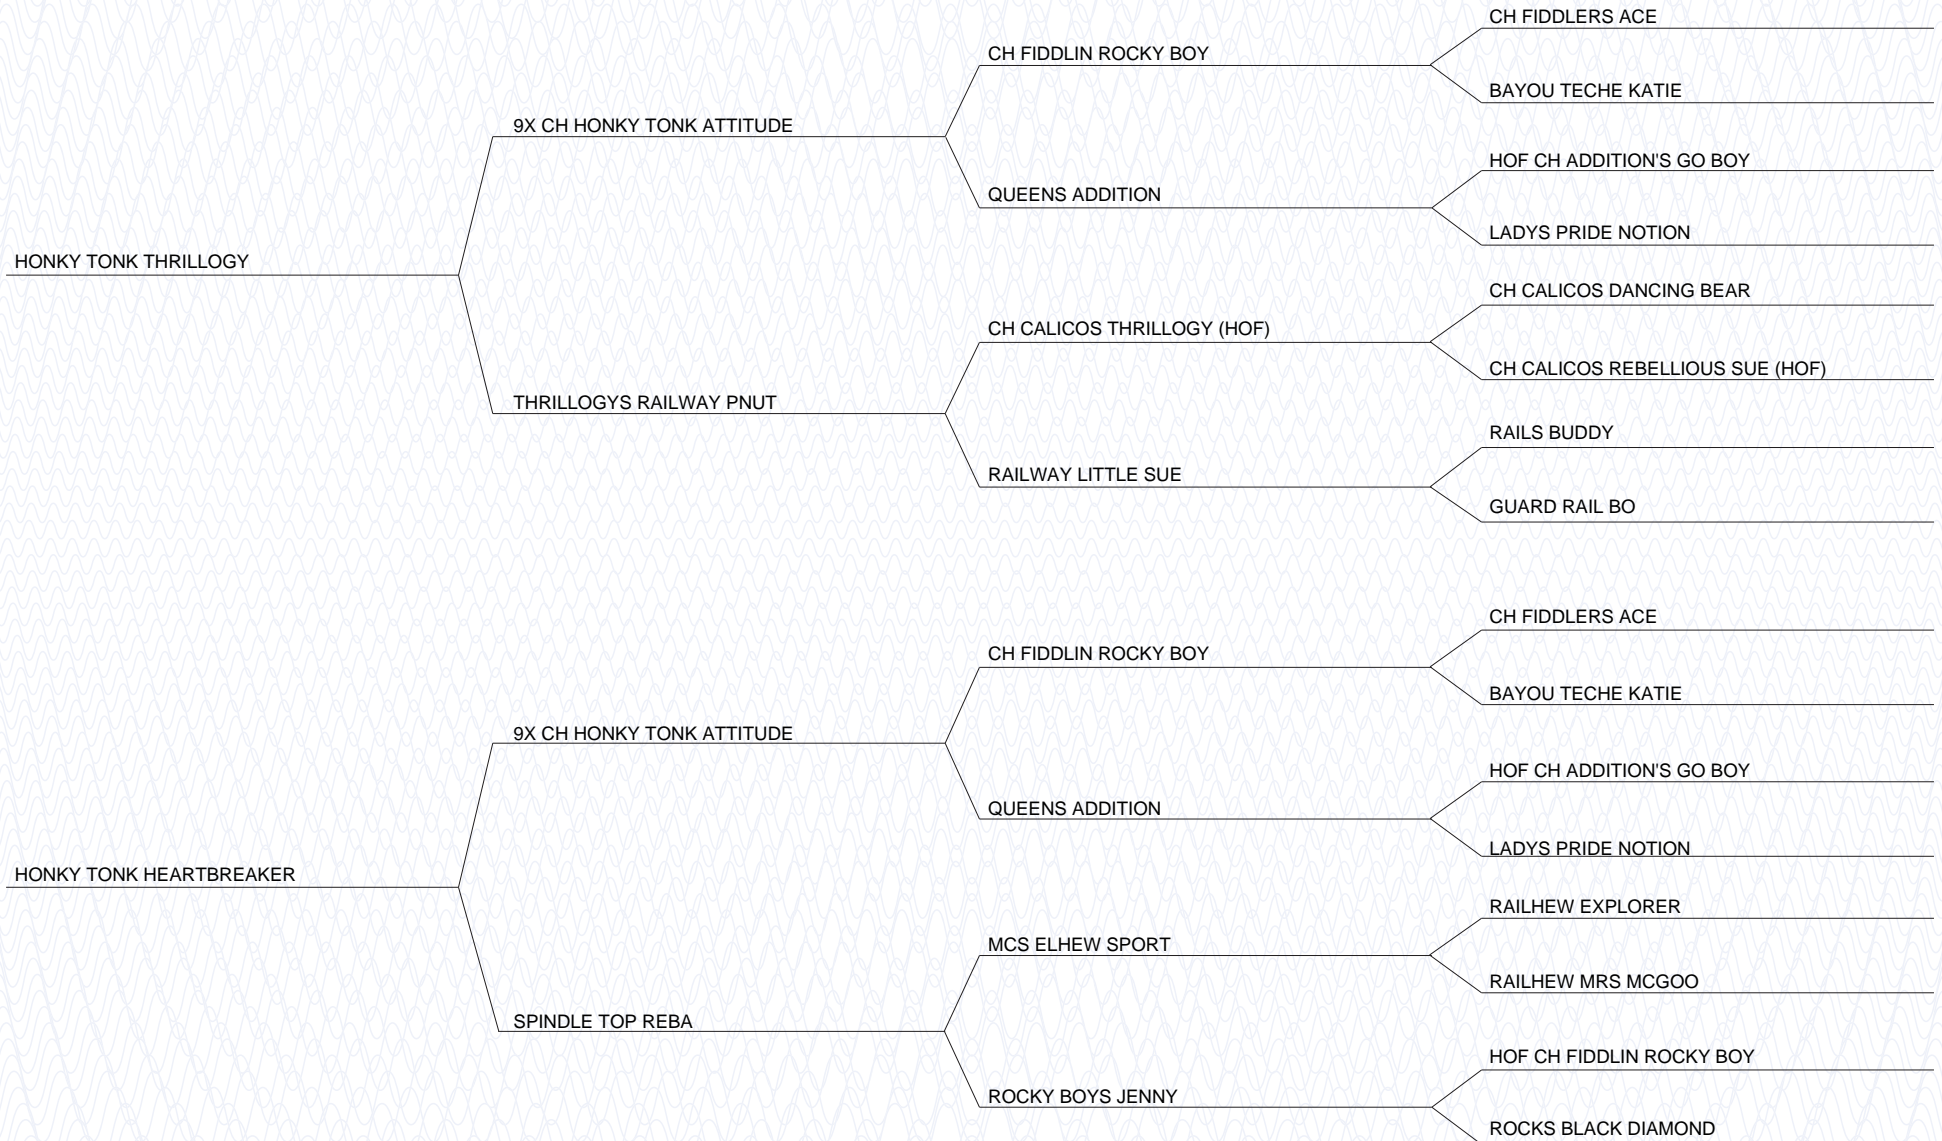 CH FIDDLERS ACE
CH FIDDLIN ROCKY BOY
BAYOU TECHE KATIE
9X CH HONKY TONK ATTITUDE
HOF CH ADDITION'S GO BOY
QUEENS ADDITION
LADYS PRIDE NOTION
HONKY TONK THRILLOGY
CH CALICOS DANCING BEAR
CH CALICOS THRILLOGY (HOF)
CH CALICOS REBELLIOUS SUE (HOF)
THRILLOGYS RAILWAY PNUT
RAILS BUDDY
RAILWAY LITTLE SUE
GUARD RAIL BO
CH FIDDLERS ACE
CH FIDDLIN ROCKY BOY
BAYOU TECHE KATIE
9X CH HONKY TONK ATTITUDE
HOF CH ADDITION'S GO BOY
QUEENS ADDITION
LADYS PRIDE NOTION
HONKY TONK HEARTBREAKER
RAILHEW EXPLORER
MCS ELHEW SPORT
RAILHEW MRS MCGOO
SPINDLE TOP REBA
HOF CH FIDDLIN ROCKY BOY
ROCKY BOYS JENNY
ROCKS BLACK DIAMOND